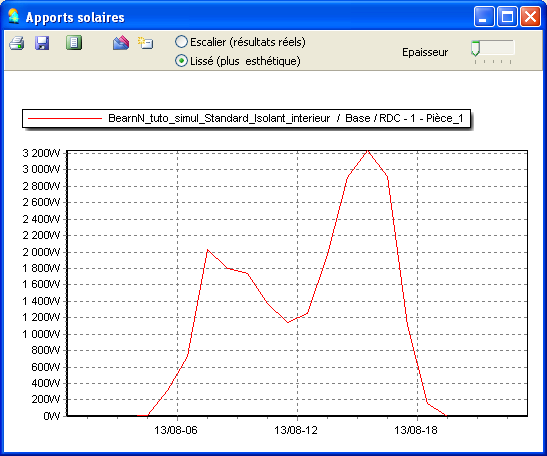 Apports solaires
Escalier (résultats réels)
Lissé (plus esthétique)
Epaisseur
BearnN_tuto_simul_Standard_Isolant_interieur / Base / RDC - 1 - Pièce_1
3 200W
3 000W
2 800W
2 600W
2 400W
2 200W
2 000W
1 800W
1 600W
1 400W
1 200W
1 000W
800W
600W
400W
200W
0W
13/08-06 13/08-12 13/08-18